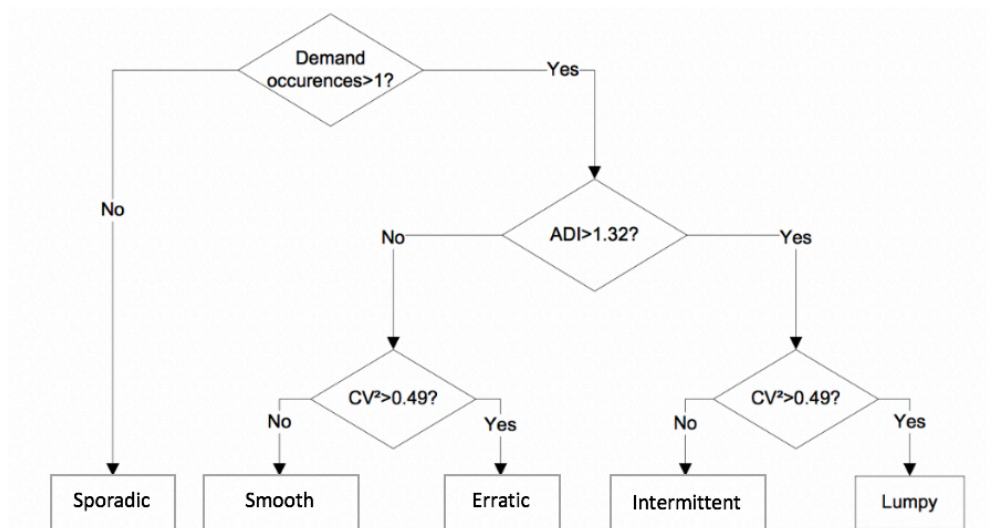 Demand
occurences>1?
Yes
No
ADI>1.32?
No
Yes
CV²>0.49?
CV²>0.49?
No
Yes
No
Yes
Sporadic
Smooth
Erratic
Intermittent
Lumpy